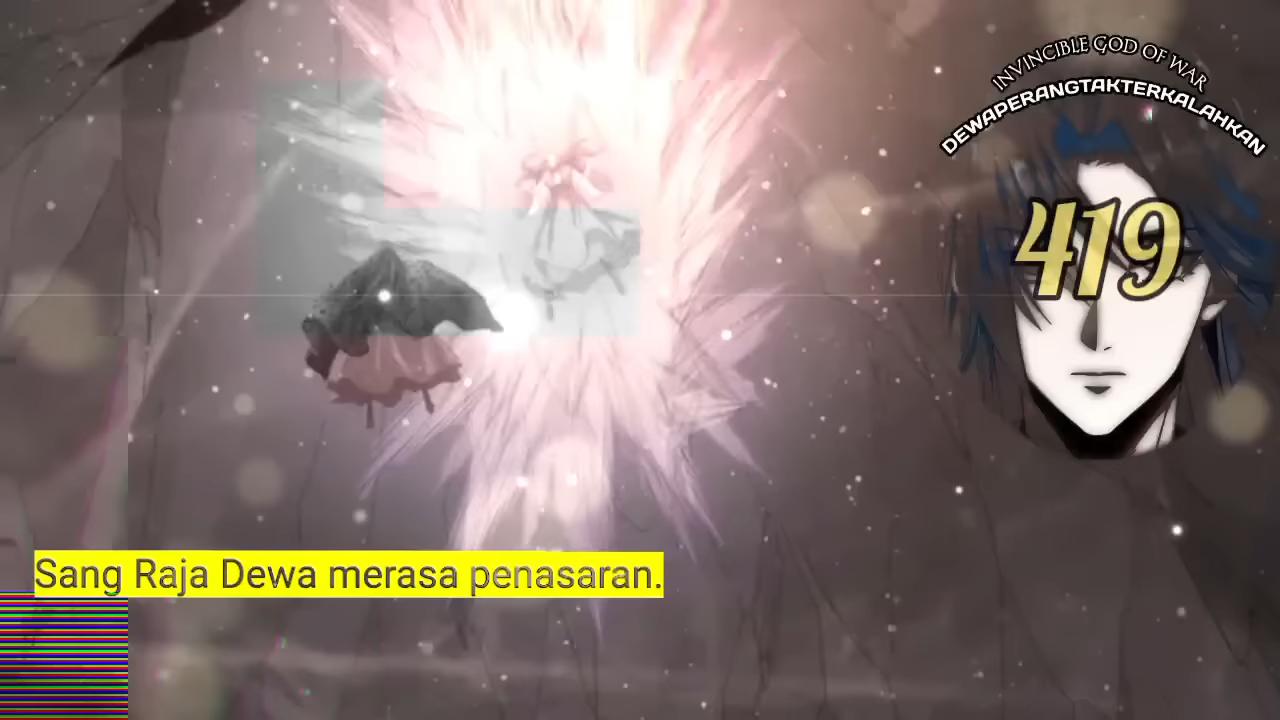 INVINCIBLE GOD OF WAR
DEWAPERANGTAKTERKALAHKAN
419
Sang Raja Dewa merasa penasaran.